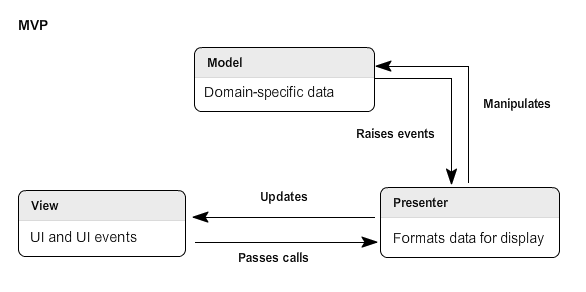 MVP
Model
Domain-specific data
Manipulates
Raises events
Updates
View
UI and UI events
Presenter
Formats data for display
Passes calls